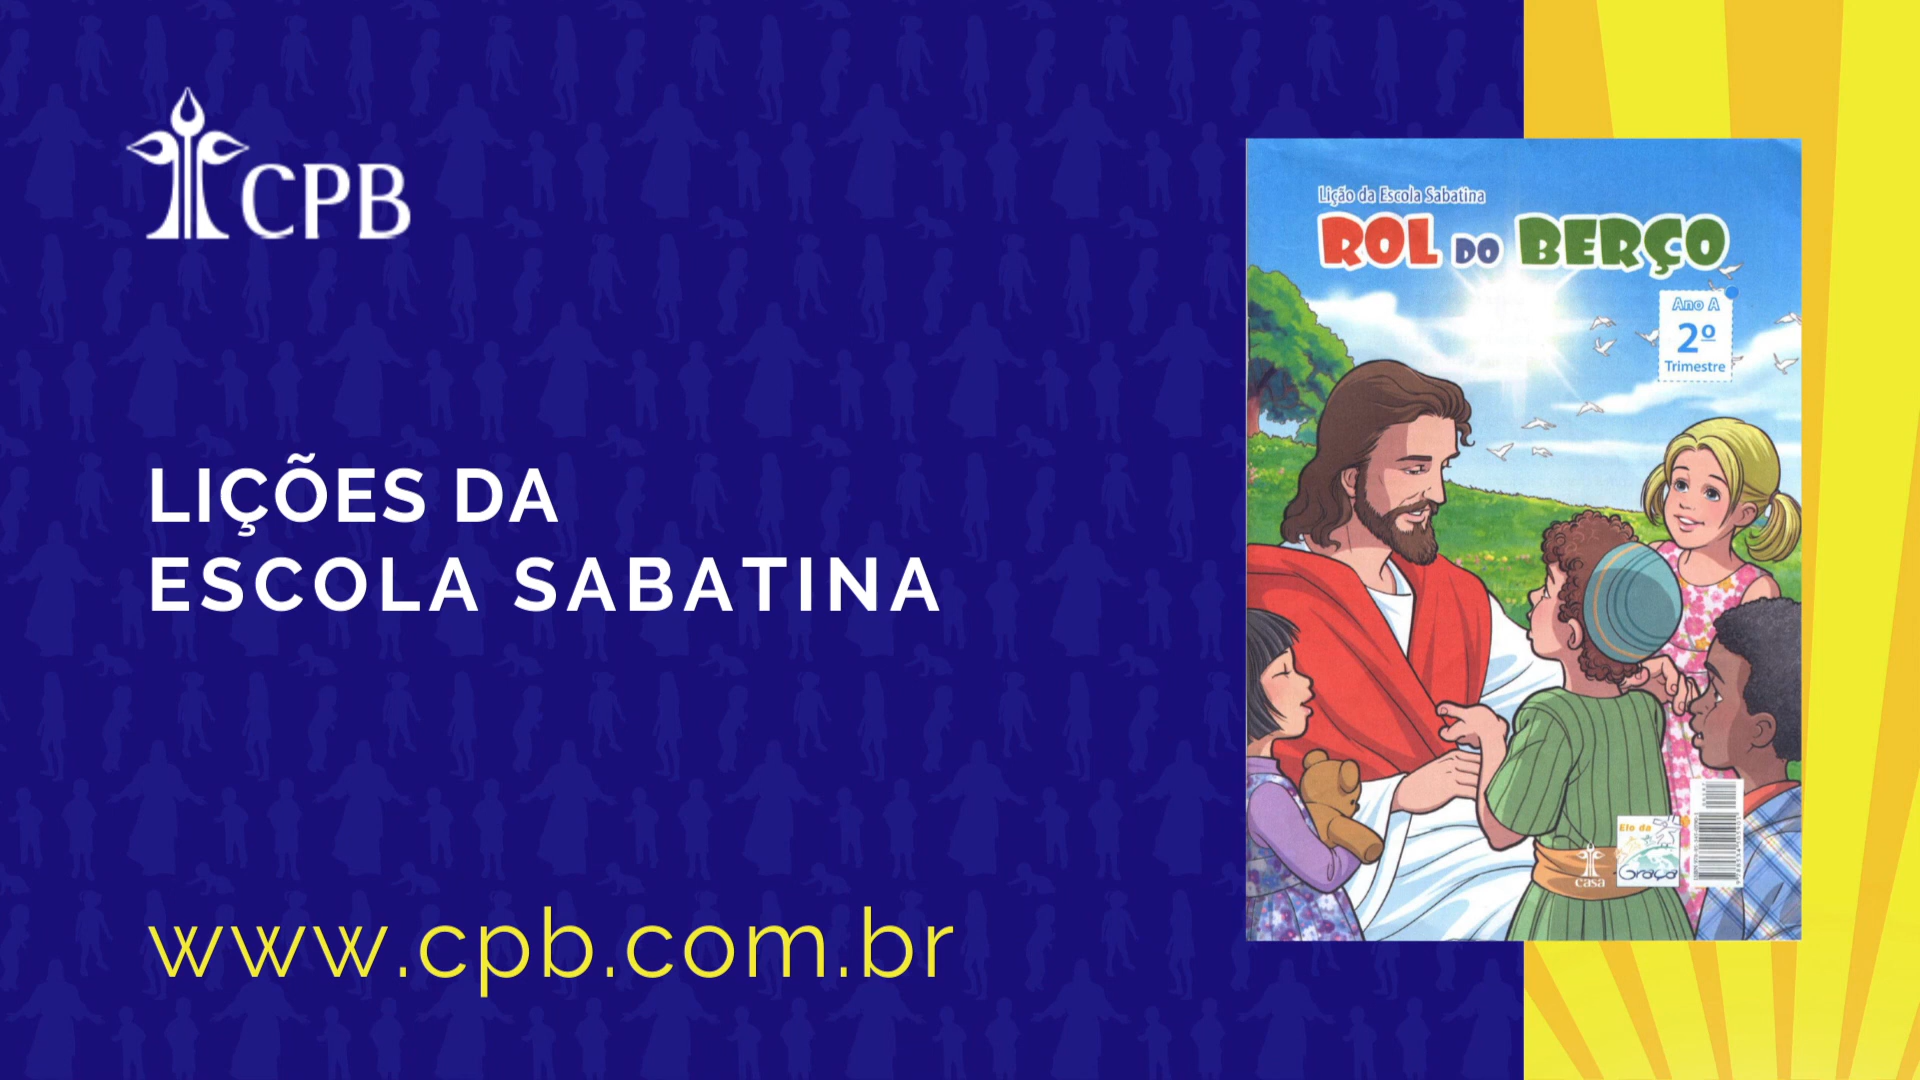 CPB
LIÇÕES DA
ESCOLA SABATINA
www.cpb.com.br
Lição da Escola Sabatina
ROL DO BERÇO
Ano A
2º
Trimestre
casa
Elo da
Graça